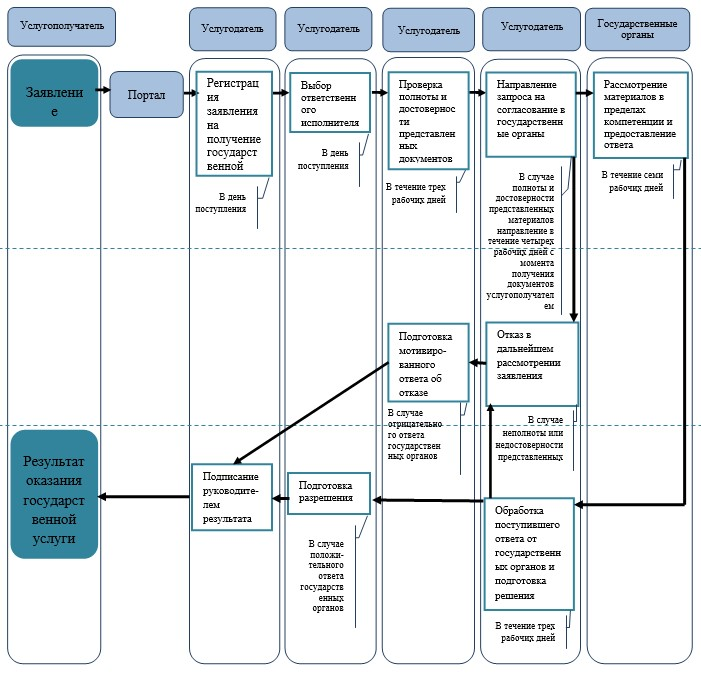 Услугополучатель
Услугодатель
Услугодатель
Услугодатель
Услугодатель
Государственные
органы
Заявлени
е
Портал
Регистрац
ия
заявления
на
получение
государст
венной
Выбор
ответственн
ого
исполнителя
Проверка
полноты и
достоверно
сти
представлен
ных
документов
Направление
запроса на
согласование в
государственн
ые органы
Рассмотрение
материалов в
пределах
компетенции и
предоставление
ответа
В день
поступления
В день
поступления
В течение трех
рабочих дней
В случае
полноты и
достоверности
представленных
материалов
направление в
течение четырех
рабочих дней с
момента
получения
документов
услугополучател
ем
В течение семи
рабочих дней
Подготовка
мотивиро-
ванного
ответа об
отказе
Отказ в
дальнейшем
рассмотрении
заявления
В случае
отрицательно
го ответа
государствен
ных органов
В случае
неполноты или
недостоверности
представленных
Результат
оказания
государст
венной
услуги
Подписание
руководите-
лем
результата
Подготовка
разрешения
Обработка
поступившего
ответа от
государственн
ых органов и
подготовка
решения
В случае
положи-
тельного
ответа
государств
енных
органов
В течение трех
рабочих дней